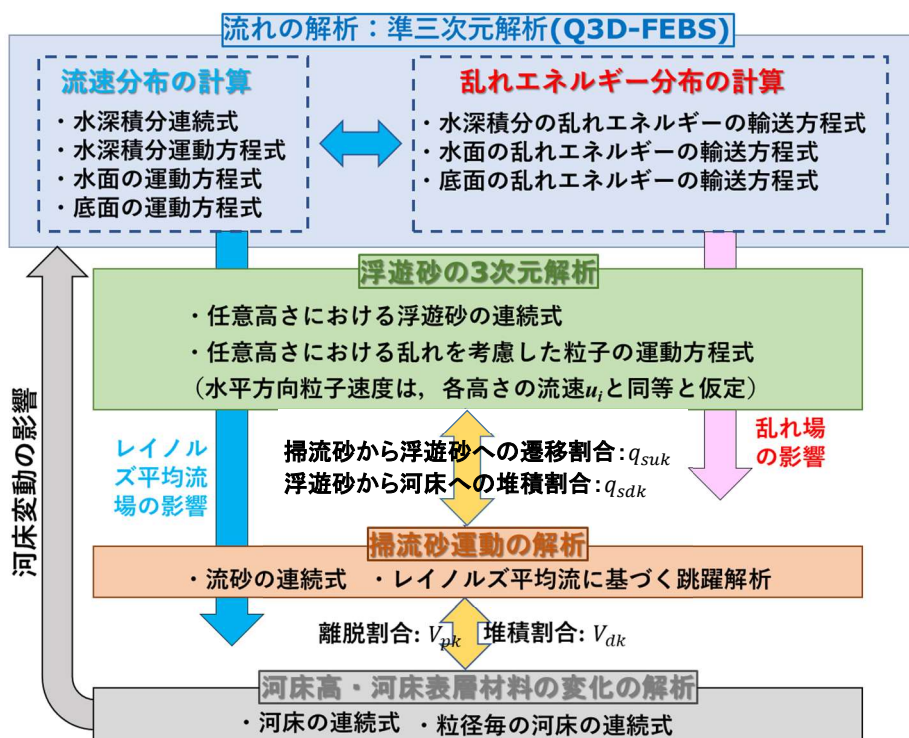 流れの解析：準三次元解析(Q3D-FEBS)
流速分布の計算
・水深積分連続式
・水深積分運動方程式
・水面の運動方程式
・底面の運動方程式
乱れエネルギー分布の計算
・水深積分の乱れエネルギーの輸送方程式
・水面の乱れエネルギーの輸送方程式
・底面の乱れエネルギーの輸送方程式
浮遊砂の3次元解析
・任意高さにおける浮遊砂の連続式
・任意高さにおける乱れを考慮した粒子の運動方程式
（水平方向粒子速度は，各高さの流速u_iと同等と仮定）
河床変動の影響
レイノル
ズ平均流
場の影響
掃流砂から浮遊砂への遷移割合：q_{suk}
浮遊砂から河床への堆積割合：q_{sdk}
乱れ場
の影響
掃流砂運動の解析
・流砂の連続式 ・レイノルズ平均流に基づく跳躍解析
離脱割合: V_{pk} 堆積割合: V_{dk}
河床高・河床表層材料の変化の解析
・河床の連続式 ・粒径毎の河床の連続式